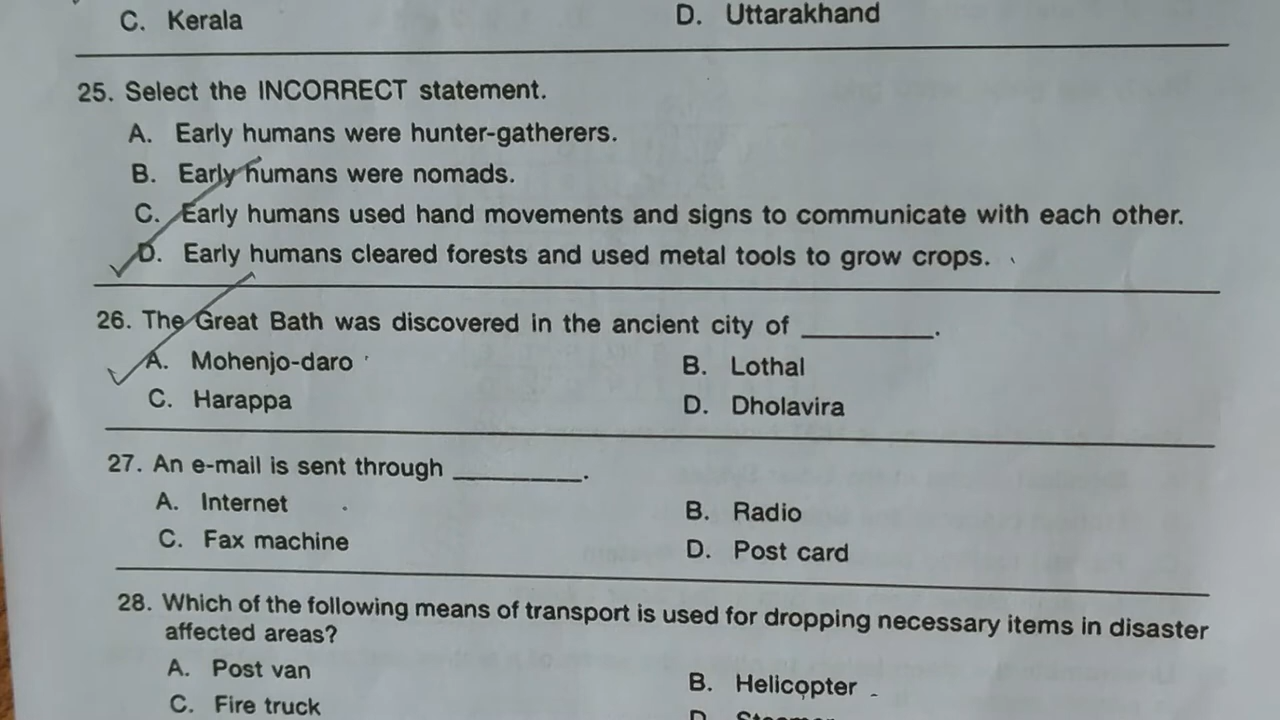 C. Kerala D. Uttarakhand
25. Select the INCORRECT statement.
A. Early humans were hunter-gatherers.
B. Early humans were nomads.
C. Early humans used hand movements and signs to communicate with each other.
D. Early humans cleared forests and used metal tools to grow crops.
26. The Great Bath was discovered in the ancient city of ________.
A. Mohenjo-daro B. Lothal
C. Harappa D. Dholavira
27. An e-mail is sent through ________.
A. Internet B. Radio
C. Fax machine D. Post card
28. Which of the following means of transport is used for dropping necessary items in disaster
affected areas?
A. Post van B. Helicopter
C. Fire truck D. Steamer